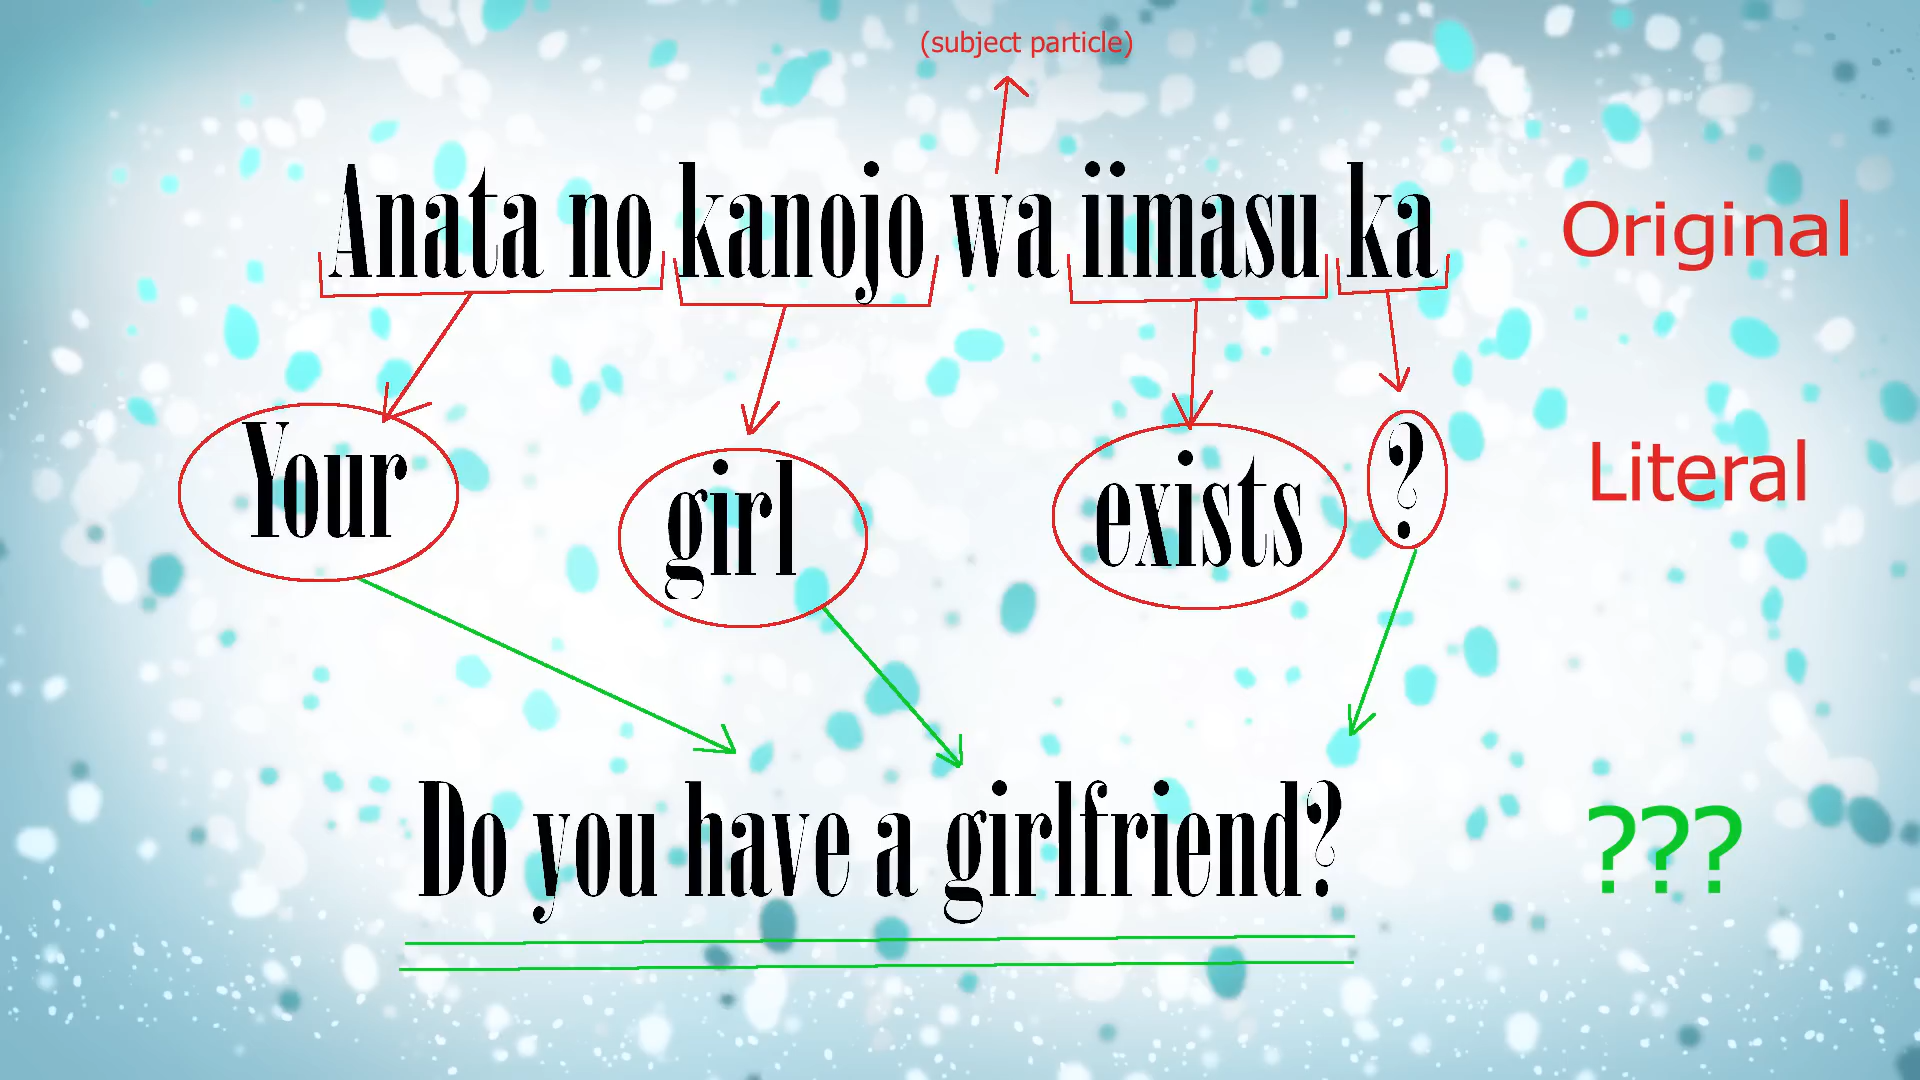 (subject particle)
Anata no kanojo wa iimasu ka Original
Your girl exists ? Literal
Do you have a girlfriend? ???